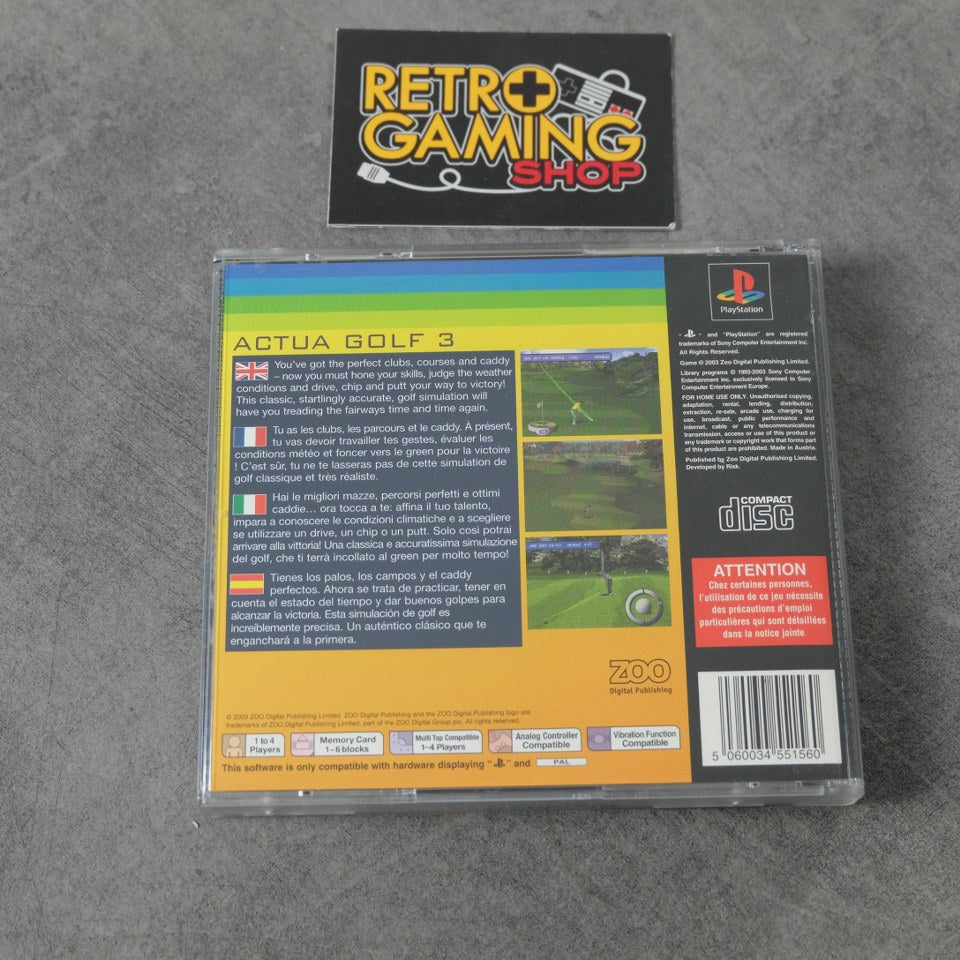 RETRO
GAMING
SHOP
ACTUA GOLF 3
You've got the perfect clubs, courses and caddy
– now you must hone your skills, judge the weather
conditions and drive, chip and putt your way to victory!
This classic, startlingly accurate, golf simulation will
have you treading the fairways time and time again.
Tu as les clubs, les parcours et le caddy. À présent,
tu vas devoir travailler tes gestes, évaluer les
conditions météo et foncer vers le green pour la victoire
! C'est sûr, tu ne te lasseras pas de cette simulation de
golf classique et très réaliste.
Hai le migliori mazze, percorsi perfetti e ottimi
caddie... ora tocca a te: affina il tuo talento,
impara a conoscere le condizioni climatiche e a scegliere
se utilizzare un drive, un chip o un putt. Solo così potrai
arrivare alla vittoria! Una classica e accuratissima simulazione
del golf, che ti terrà incollato al green per molto tempo!
Tienes los palos, los campos y el caddy
perfectos. Ahora se trata de practicar, tener en
cuenta el estado del tiempo y dar buenos golpes para
alcanzar la victoria. Esta simulación de golf es
increíblemente precisa. Un auténtico clásico que te
enganchará a la primera.
ZOO
Digital Publishing
© 2003 ZOO Digital Publishing Limited. ZOO Digital Publishing and the ZOO Digital Publishing logo are
trademarks of ZOO Digital Publishing Limited, part of the ZOO Digital Group plc. All rights reserved.
1 to 4
Players
Memory Card
1~6 blocks
Multi Tap Compatible
1~4 Players
Analog Controller
Compatible
Vibration Function
Compatible
This software is only compatible with hardware displaying " " and PAL
PlayStation
" " and "PlayStation" are registered
trademarks of Sony Computer Entertainment Inc.
All Rights Reserved.
Game © 2003 Zoo Digital Publishing Limited.
Library programs © 1993-2003 Sony Computer
Entertainment Inc. exclusively licensed to Sony
Computer Entertainment Europe.
FOR HOME USE ONLY. Unauthorised copying,
adaptation, rental, lending, distribution,
extraction, re-sale, arcade use, charging for
use, broadcast, public performance and
internet, cable or any telecommunications
transmission, access or use of this product or
any trademark or copyright work that forms part
of this product are prohibited. Made in Austria.
Published by Zoo Digital Publishing Limited.
Developed by Risk.
COMPACT
disc
ATTENTION
Chez certaines personnes,
l'utilisation de ce jeu nécessite
des précautions d'emploi
particulières qui sont détaillées
dans la notice jointe
5 060034 551560